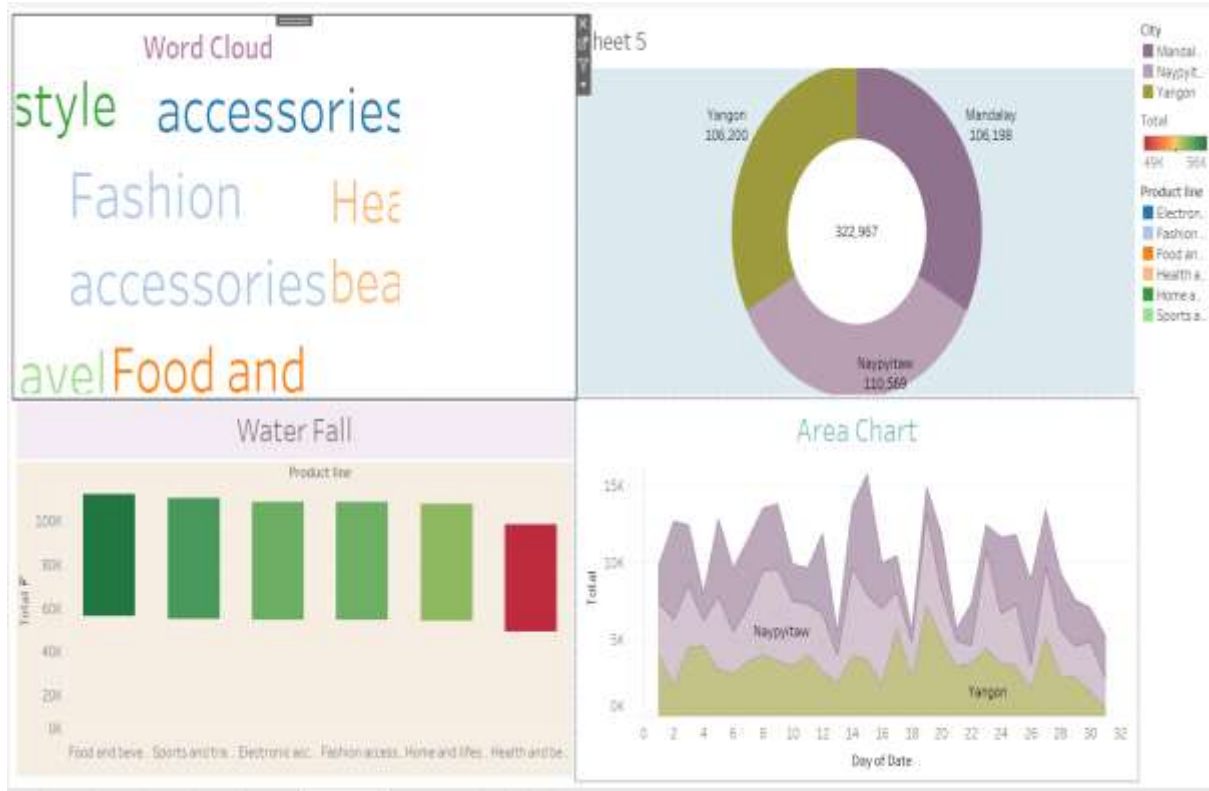 Word Cloud
style accessories
Fashion Hea
accessories bea
avel Food and
heet 5
Yangon
106,200
Mandalay
106,198
322,967
Naypyitaw
110,569
City
Mandal..
Naypyit..
Yangon
Total
49K 56K
Product line
Electron..
Fashion ..
Food an..
Health a..
Home a..
Sports a..
Water Fall
Product line
100K
80K
60K
40K
20K
0K
Total P
Food and beve.. Sports and tra.. Electronic acc.. Fashion access.. Home and lifes.. Health and be..
Area Chart
15K
10K
5K
0K
Total
Naypyitaw
Yangon
0 2 4 6 8 10 12 14 16 18 20 22 24 26 28 30 32
Day of Date